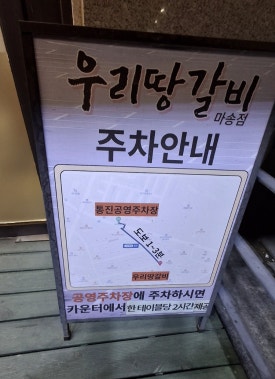 우리땅갈비
마송점
주차안내
통진공영주차장
도보 1~3분
우리땅갈비
공영주차장에 주차하시면
카운터에서 한 테이블당 2시간제공